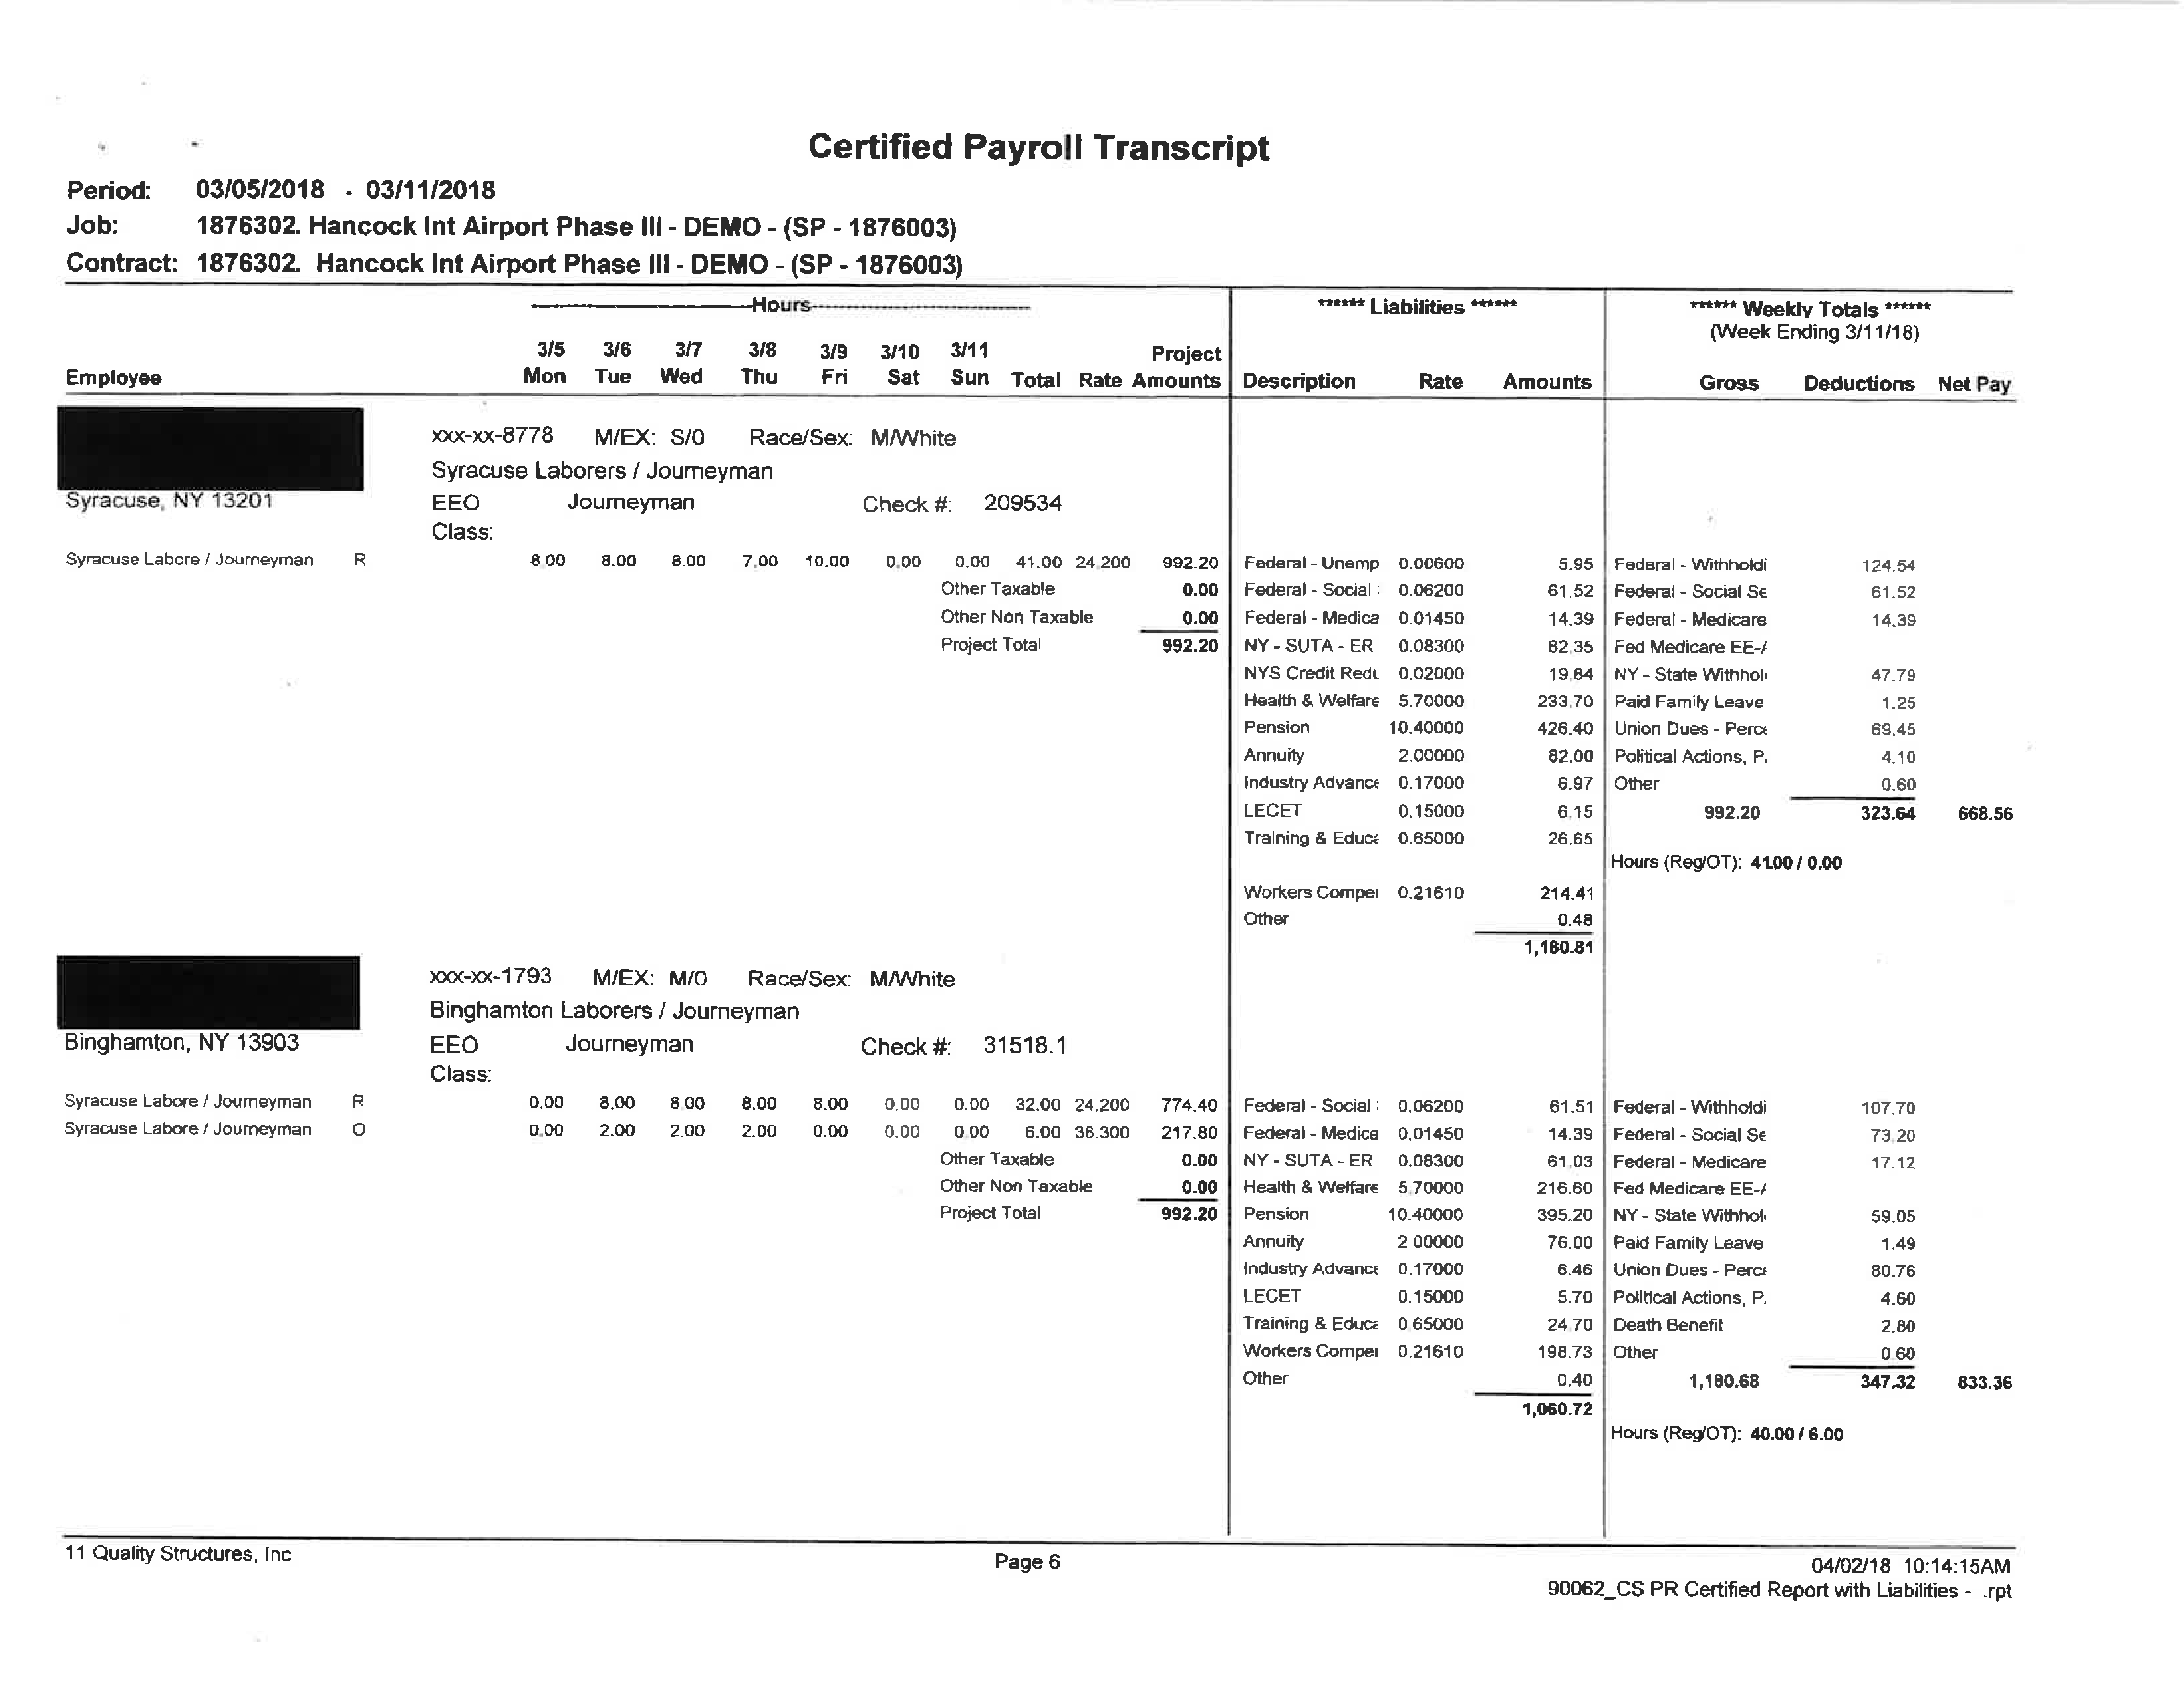 Certified Payroll Transcript
Period: 03/05/2018 - 03/11/2018
Job: 1876302. Hancock Int Airport Phase III - DEMO - (SP - 1876003)
Contract: 1876302. Hancock Int Airport Phase III - DEMO - (SP - 1876003)
Hours ****** Liabilities ****** ****** Weekly Totals ******
(Week Ending 3/11/18)
3/5 3/6 3/7 3/8 3/9 3/10 3/11 Project
Employee Mon Tue Wed Thu Fri Sat Sun Total Rate Amounts Description Rate Amounts Gross Deductions Net Pay
xxx-xx-8778 M/EX: S/0 Race/Sex: M/White
Syracuse Laborers / Journeyman
Syracuse, NY 13201 EEO Journeyman Check #: 209534
Class:
Syracuse Labore / Journeyman R 8.00 8.00 8.00 7.00 10.00 0.00 0.00 41.00 24.200 992.20 Federal - Unemp 0.00600 5.95 Federal - Withholdi 124.54
Other Taxable 0.00 Federal - Social : 0.06200 61.52 Federal - Social Se 61.52
Other Non Taxable 0.00 Federal - Medica 0.01450 14.39 Federal - Medicare 14.39
Project Total 992.20 NY - SUTA - ER 0.08300 82.35 Fed Medicare EE-/
NYS Credit Redu 0.02000 19.84 NY - State Withhol 47.79
Health & Welfare 5.70000 233.70 Paid Family Leave 1.25
Pension 10.40000 426.40 Union Dues - Perce 69.45
Annuity 2.00000 82.00 Political Actions, P. 4.10
Industry Advance 0.17000 6.97 Other 0.60
LECET 0.15000 6.15 992.20 323.64 668.56
Training & Educa 0.65000 26.65
Hours (Reg/OT): 41.00 / 0.00
Workers Compe 0.21610 214.41
Other 0.48
1,180.81
xxx-xx-1793 M/EX: M/0 Race/Sex: M/White
Binghamton Laborers / Journeyman
Binghamton, NY 13903 EEO Journeyman Check #: 31518.1
Class:
Syracuse Labore / Journeyman R 0.00 8.00 8.00 8.00 8.00 0.00 0.00 32.00 24.200 774.40 Federal - Social : 0.06200 61.51 Federal - Withholdi 107.70
Syracuse Labore / Journeyman O 0.00 2.00 2.00 2.00 0.00 0.00 0.00 6.00 36.300 217.80 Federal - Medica 0.01450 14.39 Federal - Social Se 73.20
Other Taxable 0.00 NY - SUTA - ER 0.08300 61.03 Federal - Medicare 17.12
Other Non Taxable 0.00 Health & Welfare 5.70000 216.60 Fed Medicare EE-/
Project Total 992.20 Pension 10.40000 395.20 NY - State Withhol 59.05
Annuity 2.00000 76.00 Paid Family Leave 1.49
Industry Advance 0.17000 6.46 Union Dues - Perce 80.76
LECET 0.15000 5.70 Political Actions, P. 4.60
Training & Educa 0.65000 24.70 Death Benefit 2.80
Workers Compe 0.21610 198.73 Other 0.60
Other 0.40 1,180.68 347.32 833.36
1,060.72
Hours (Reg/OT): 40.00 / 6.00
11 Quality Structures, Inc Page 6 04/02/18 10:14:15AM
90062_CS PR Certified Report with Liabilities - .rpt